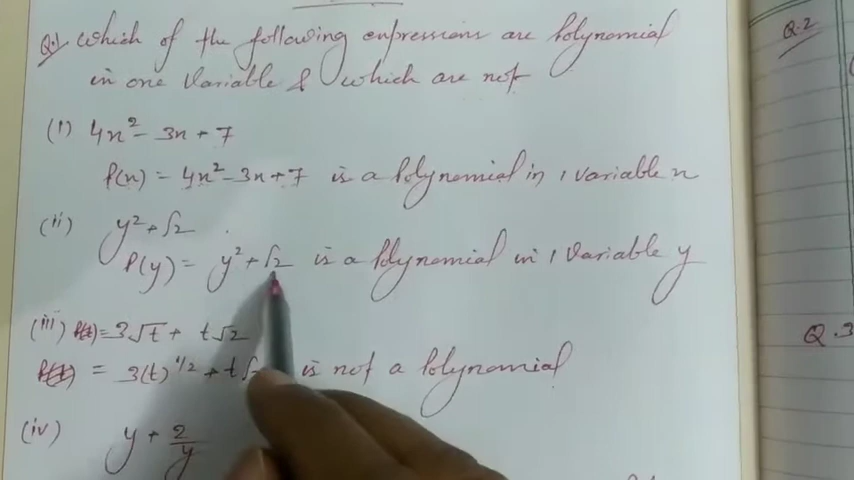 Q.1 which of the following expressions are Polynomial
in one variable & which are not
(1) 4x² - 3x + 7
P(x) = 4x² - 3x + 7 is a Polynomial in 1 variable x
(ii) y² + √2
P(y) = y² + √2 is a Polynomial in 1 Variable y
(iii) P(t) = 3√t + t√2
P(t) = 3(t)^1/2 + t√ is not a Polynomial
(iv) y + 2/y
Q.2
Q.3